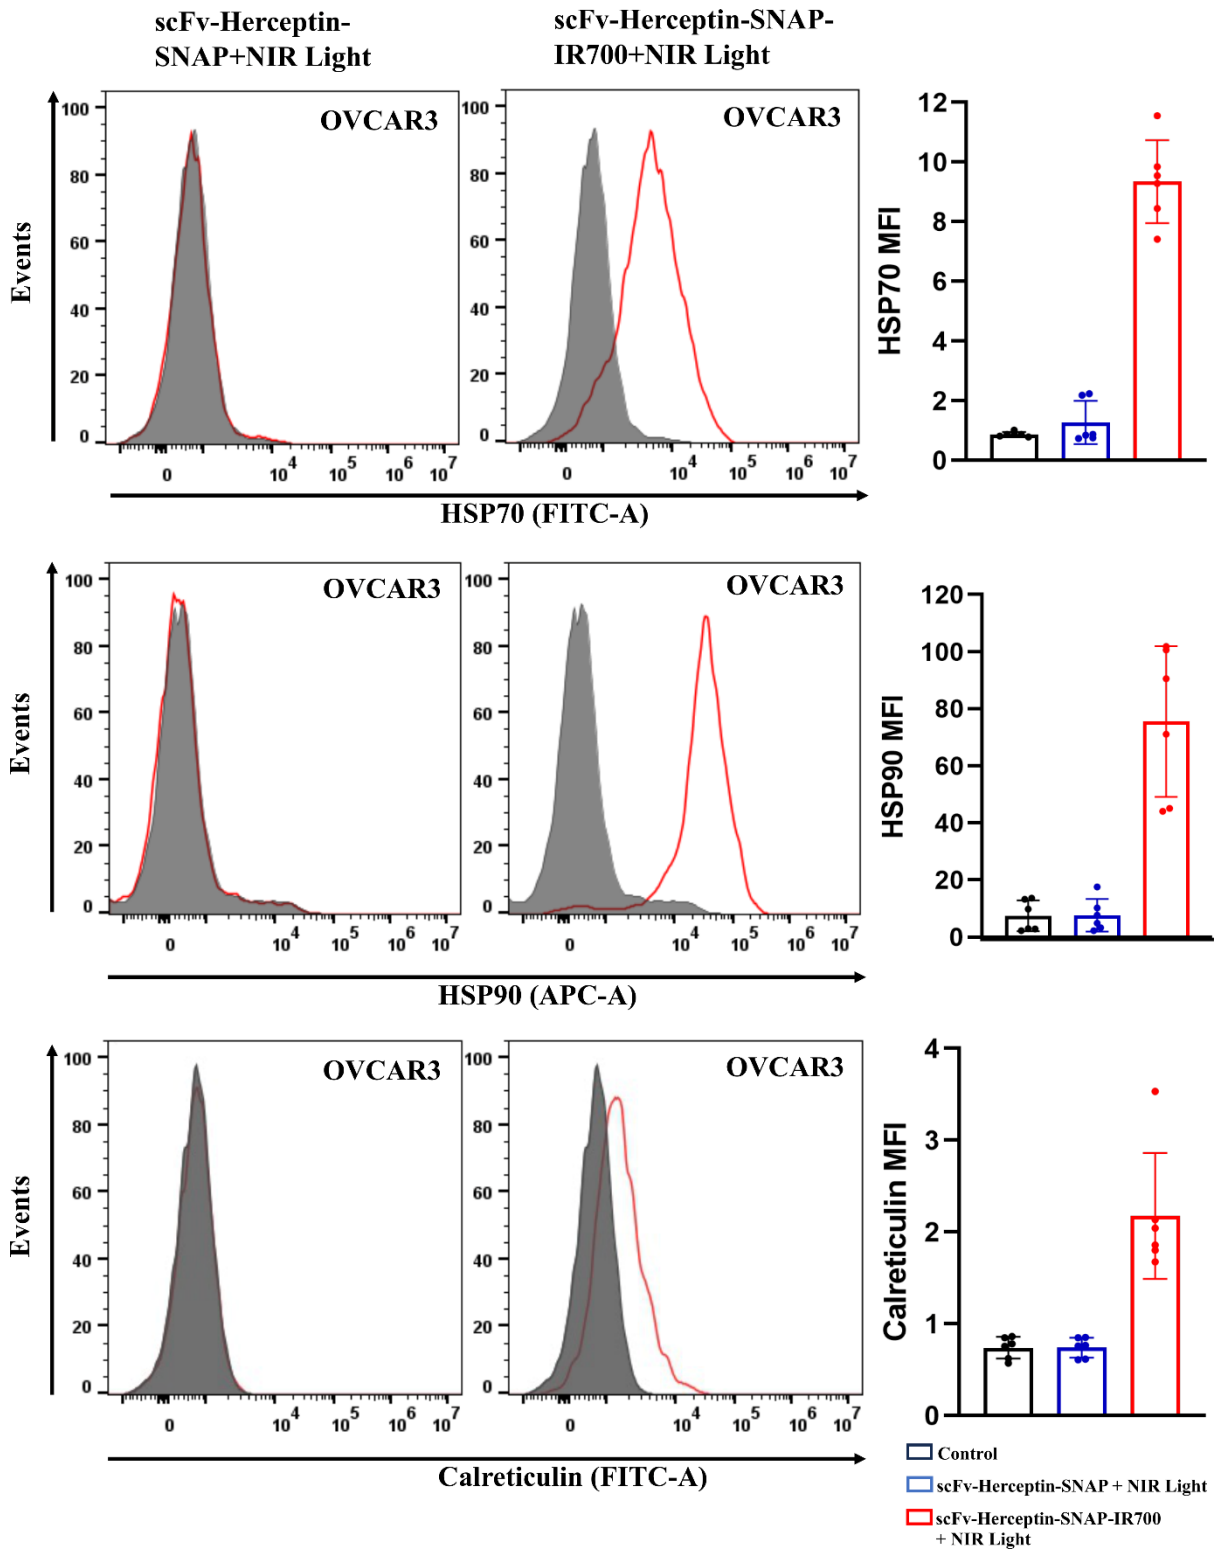 scFv-Herceptin-
SNAP+NIR Light
scFv-Herceptin-SNAP-
IR700+NIR Light
Events
100
80
60
40
20
0
OVCAR3
0 10^4 10^5 10^6 10^7
100
80
60
40
20
0
OVCAR3
0 10^4 10^5 10^6 10^7
HSP70 (FITC-A)
HSP70 MFI
12
10
8
6
4
2
0
Events
100
80
60
40
20
0
OVCAR3
0 10^4 10^5 10^6 10^7
100
80
60
40
20
0
OVCAR3
0 10^4 10^5 10^6 10^7
HSP90 (APC-A)
HSP90 MFI
120
100
80
60
40
20
0
Events
100
80
60
40
20
0
OVCAR3
0 10^4 10^5 10^6 10^7
100
80
60
40
20
0
OVCAR3
0 10^4 10^5 10^6 10^7
Calreticulin (FITC-A)
Calreticulin MFI
4
3
2
1
0
Control
scFv-Herceptin-SNAP + NIR Light
scFv-Herceptin-SNAP-IR700
+ NIR Light